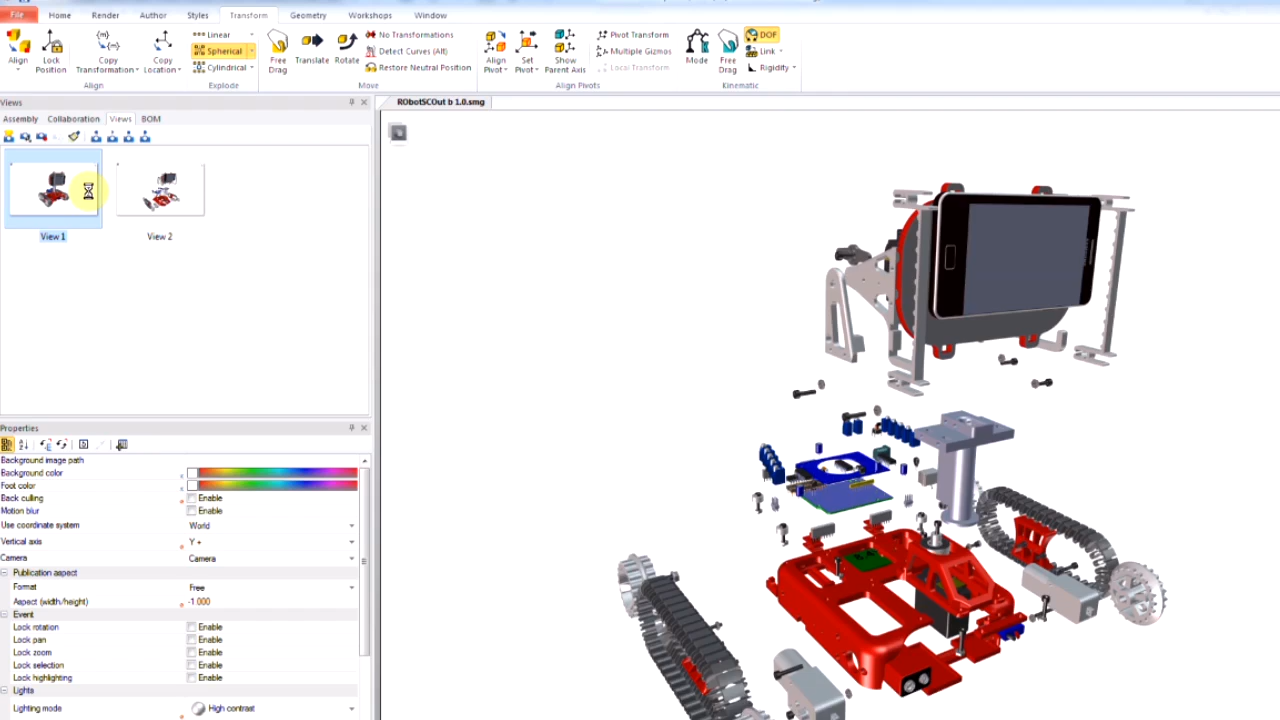 File Home Render Author Styles Transform Geometry Workshops Window
Align
Lock Position
Copy Transformation
Copy Location
Linear
Spherical
Cylindrical
Free Drag
Translate
Rotate
No Transformations
Detect Curves (Alt)
Restore Neutral Position
Align Pivot
Set Pivot
Show Parent Axis
Pivot Transform
Multiple Gizmos
Local Transform
Mode
Free Drag
DOF
Link
Rigidity
Align Explode Move Align Pivots Kinematic
Views
RObotSCOut b 1.0.smg
Assembly Collaboration Views BOM
View 1 View 2
Properties
Background image path
Background color
Foot color
Back culling Enable
Motion blur Enable
Use coordinate system World
Vertical axis Y +
Camera Camera
Publication aspect
Format Free
Aspect (width/height) -1.000
Event
Lock rotation Enable
Lock pan Enable
Lock zoom Enable
Lock selection Enable
Lock highlighting Enable
Lights
Lighting mode High contrast